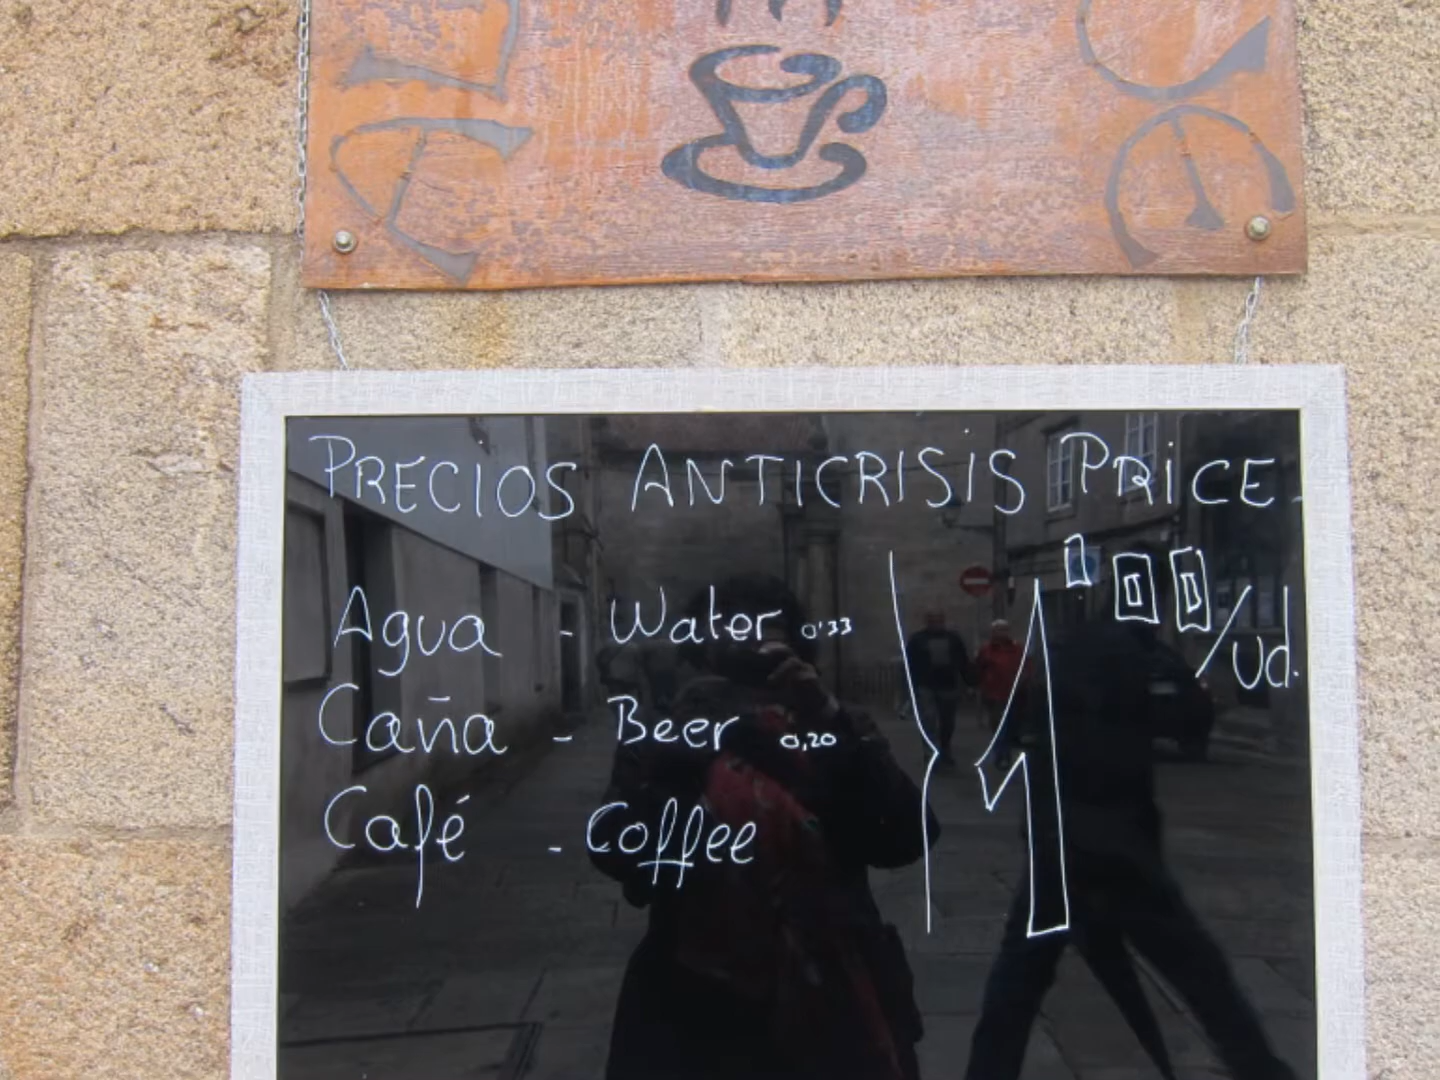 PRECIOS ANTICRISIS PRICE
Agua - Water 0'33
Caña - Beer 0,20
Café - Coffee
1'00/ud.